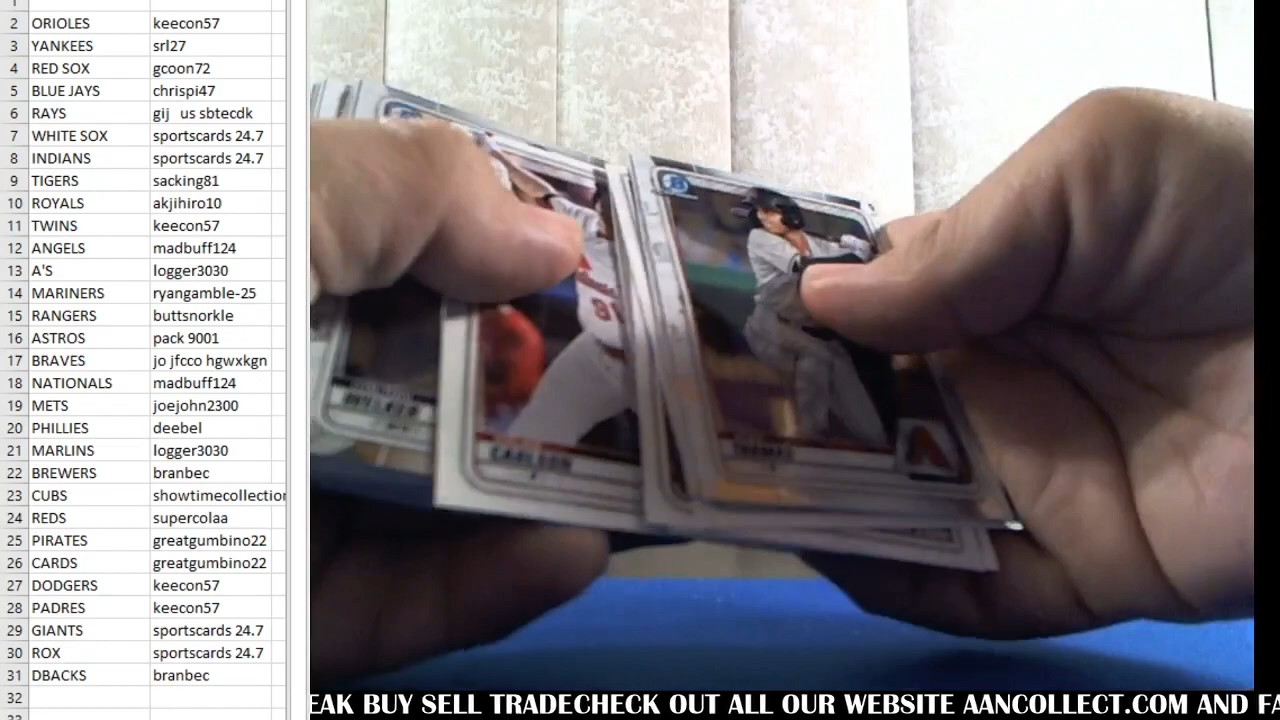 2 ORIOLES keecon57
3 YANKEES srl27
4 RED SOX gcoon72
5 BLUE JAYS chrispi47
6 RAYS gij us sbtecdk
7 WHITE SOX sportscards 24.7
8 INDIANS sportscards 24.7
9 TIGERS sacking81
10 ROYALS akjihiro10
11 TWINS keecon57
12 ANGELS madbuff124
13 A'S logger3030
14 MARINERS ryangamble-25
15 RANGERS buttsnorkle
16 ASTROS pack 9001
17 BRAVES jo jfcco hgwxkgn
18 NATIONALS madbuff124
19 METS joejohn2300
20 PHILLIES deebel
21 MARLINS logger3030
22 BREWERS branbec
23 CUBS showtimecollection
24 REDS supercolaa
25 PIRATES greatgumbino22
26 CARDS greatgumbino22
27 DODGERS keecon57
28 PADRES keecon57
29 GIANTS sportscards 24.7
30 ROX sportscards 24.7
31 DBACKS branbec
32
CARLSON
THOMAS
EAK BUY SELL TRADECHECK OUT ALL OUR WEBSITE AANCOLLECT.COM AND FA